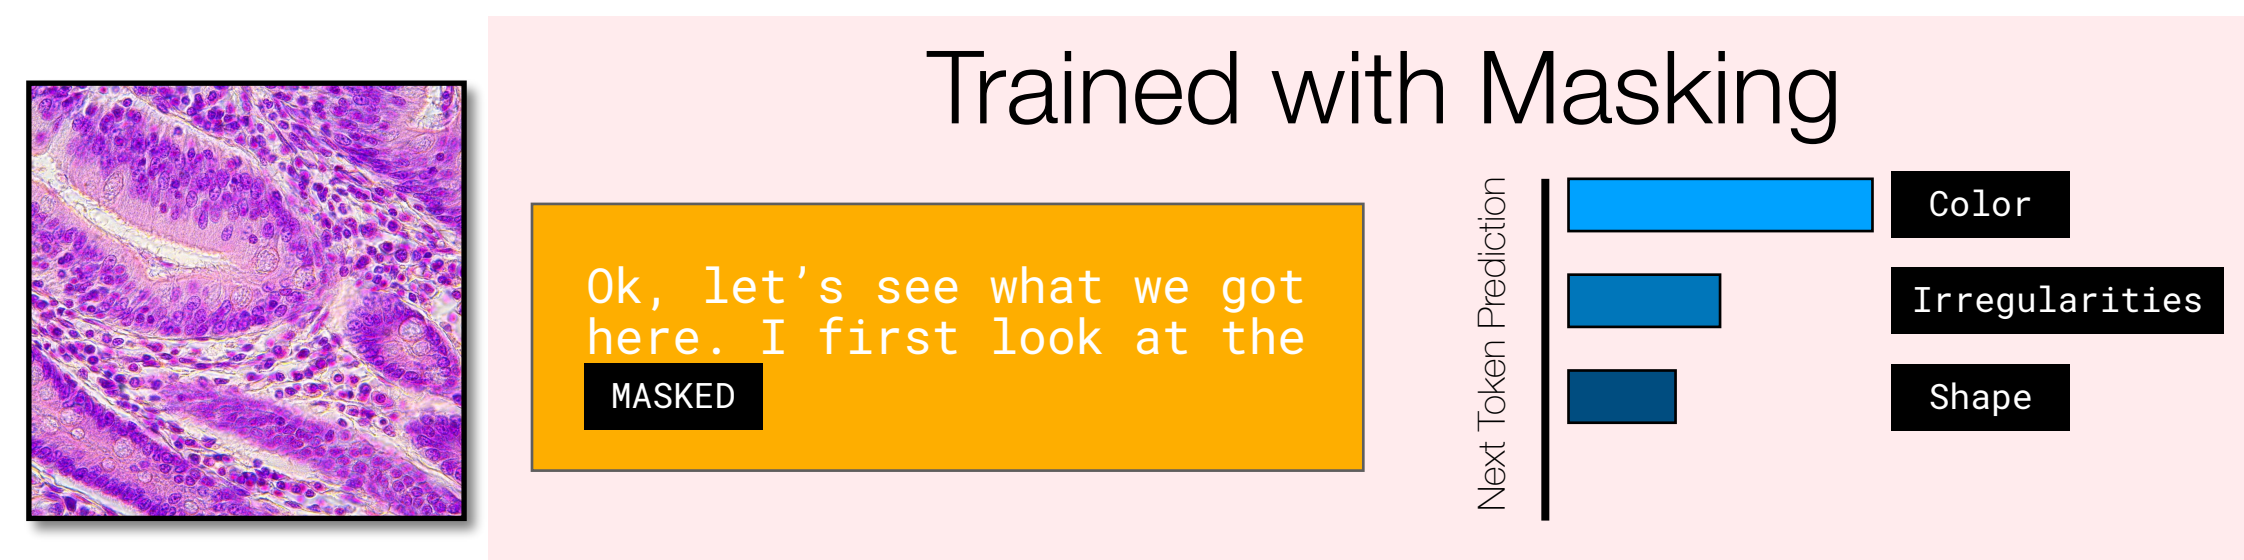 Trained with Masking
Ok, let’s see what we got
here. I first look at the
MASKED
Next Token Prediction
Color
Irregularities
Shape